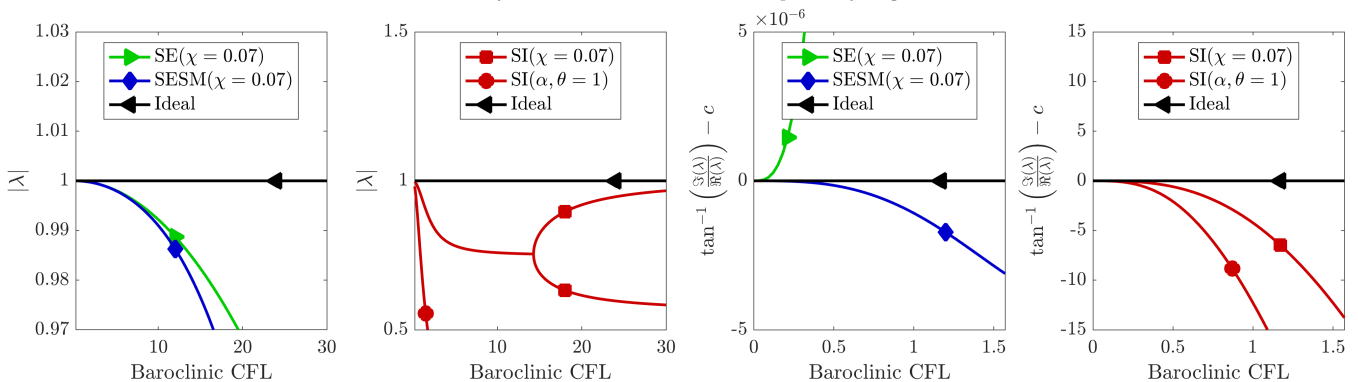 1.03
1.02
1.01
1
0.99
0.98
0.97
|λ|
SE(χ = 0.07)
SESM(χ = 0.07)
Ideal
10
20
30
Baroclinic CFL
1.5
1
0.5
|λ|
SI(χ = 0.07)
SI(α, θ = 1)
Ideal
10
20
30
Baroclinic CFL
×10⁻⁶
5
0
-5
tan⁻¹(ℑ(λ)/ℜ(λ)) − c
SE(χ = 0.07)
SESM(χ = 0.07)
Ideal
0
0.5
1
1.5
Baroclinic CFL
15
10
5
0
-5
-10
-15
tan⁻¹(ℑ(λ)/ℜ(λ)) − c
SI(χ = 0.07)
SI(α, θ = 1)
Ideal
0
0.5
1
1.5
Baroclinic CFL